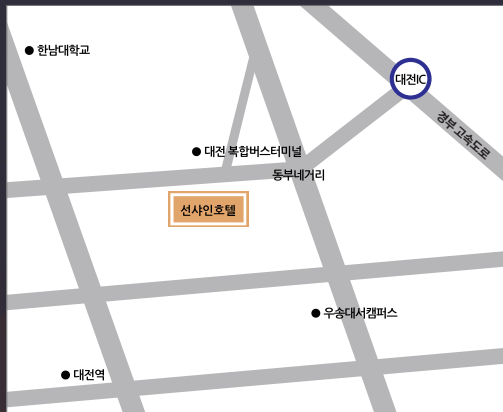 한남대학교
대전IC
경부 고속도로
대전 복합버스터미널
동부네거리
선샤인호텔
우송대서캠퍼스
대전역